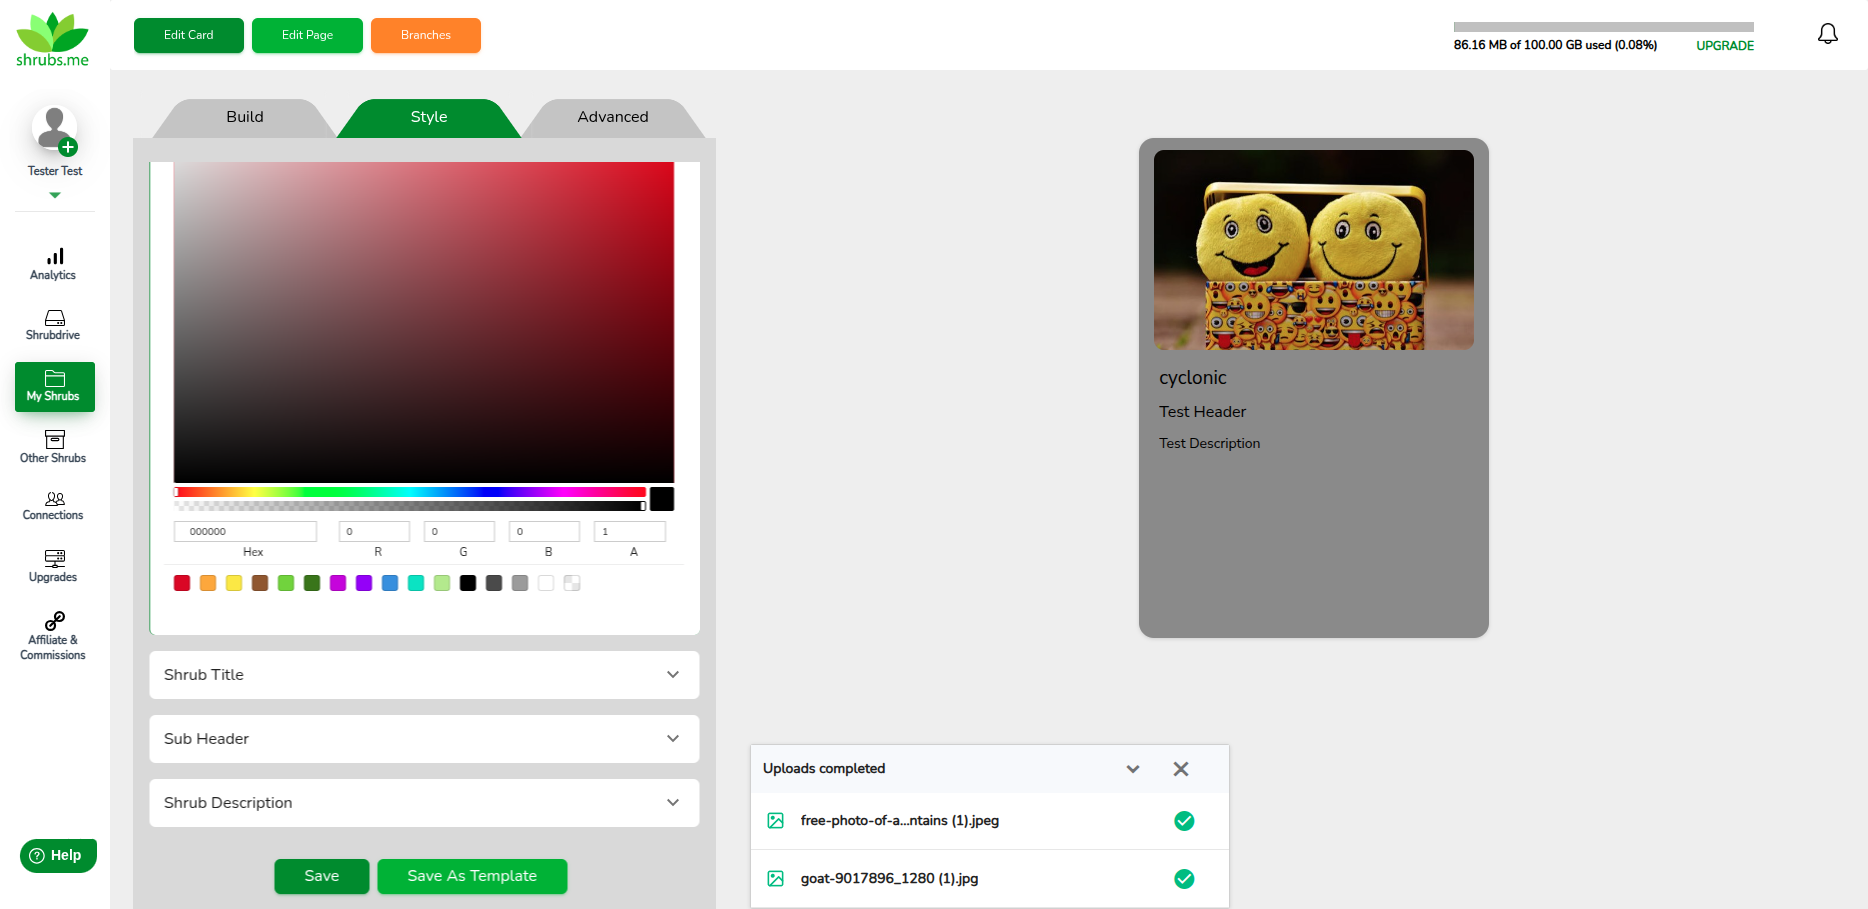 shrubs.me
Edit Card
Edit Page
Branches
86.16 MB of 100.00 GB used (0.08%)
UPGRADE
Tester Test
Analytics
Shrubdrive
My Shrubs
Other Shrubs
Connections
Upgrades
Affiliate &
Commissions
Help
Build
Style
Advanced
000000
0
0
0
1
Hex
R
G
B
A
Shrub Title
Sub Header
Shrub Description
Save
Save As Template
cyclonic
Test Header
Test Description
Uploads completed
free-photo-of-a...ntains (1).jpeg
goat-9017896_1280 (1).jpg